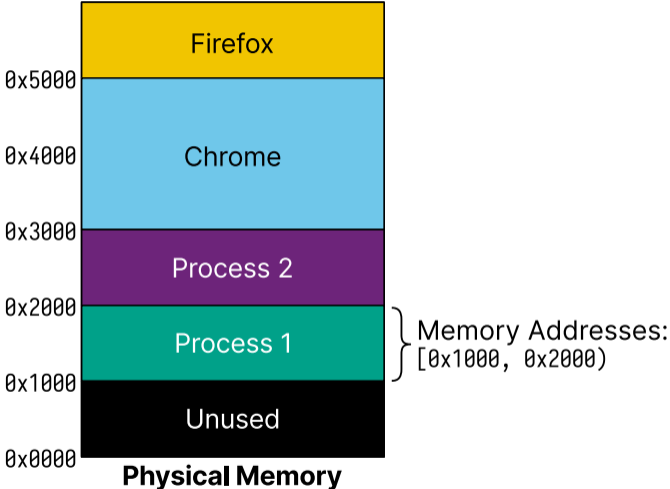 Firefox
0x5000
0x4000
Chrome
0x3000
Process 2
0x2000
Process 1
Memory Addresses:
[0x1000, 0x2000)
0x1000
Unused
0x0000
Physical Memory